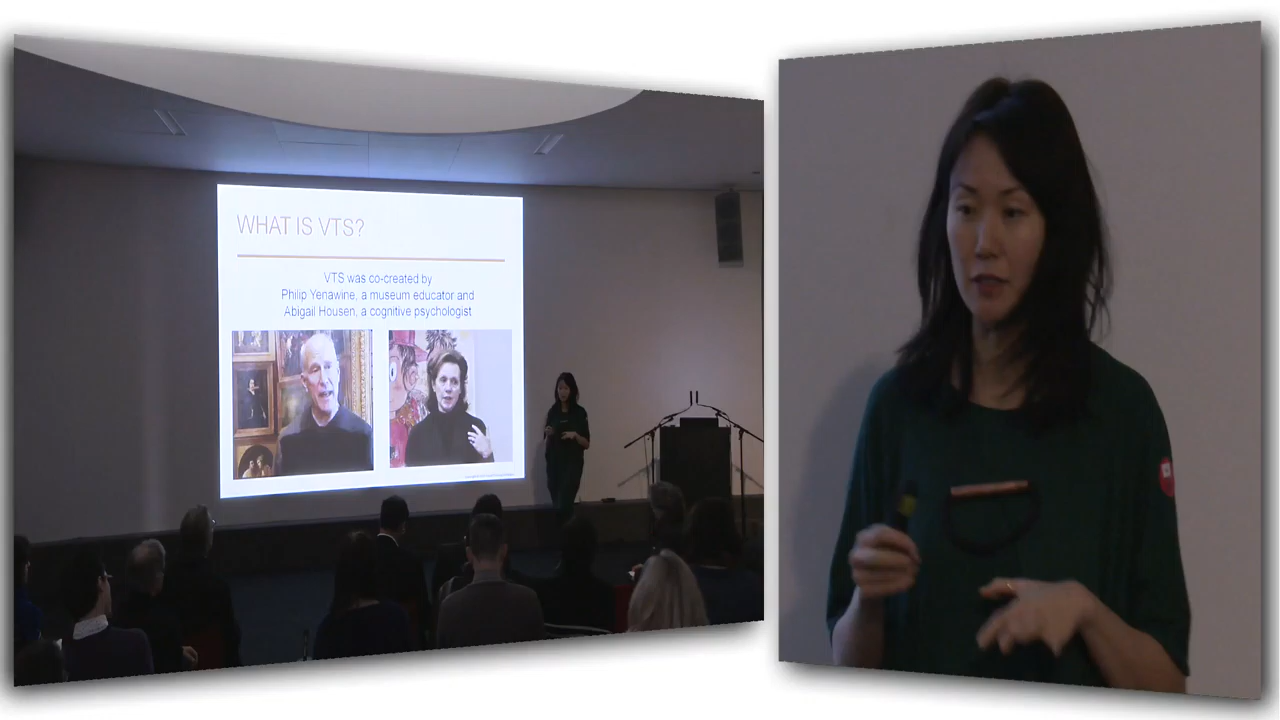 WHAT IS VTS?
VTS was co-created by
Philip Yenawine, a museum educator and
Abigail Housen, a cognitive psychologist